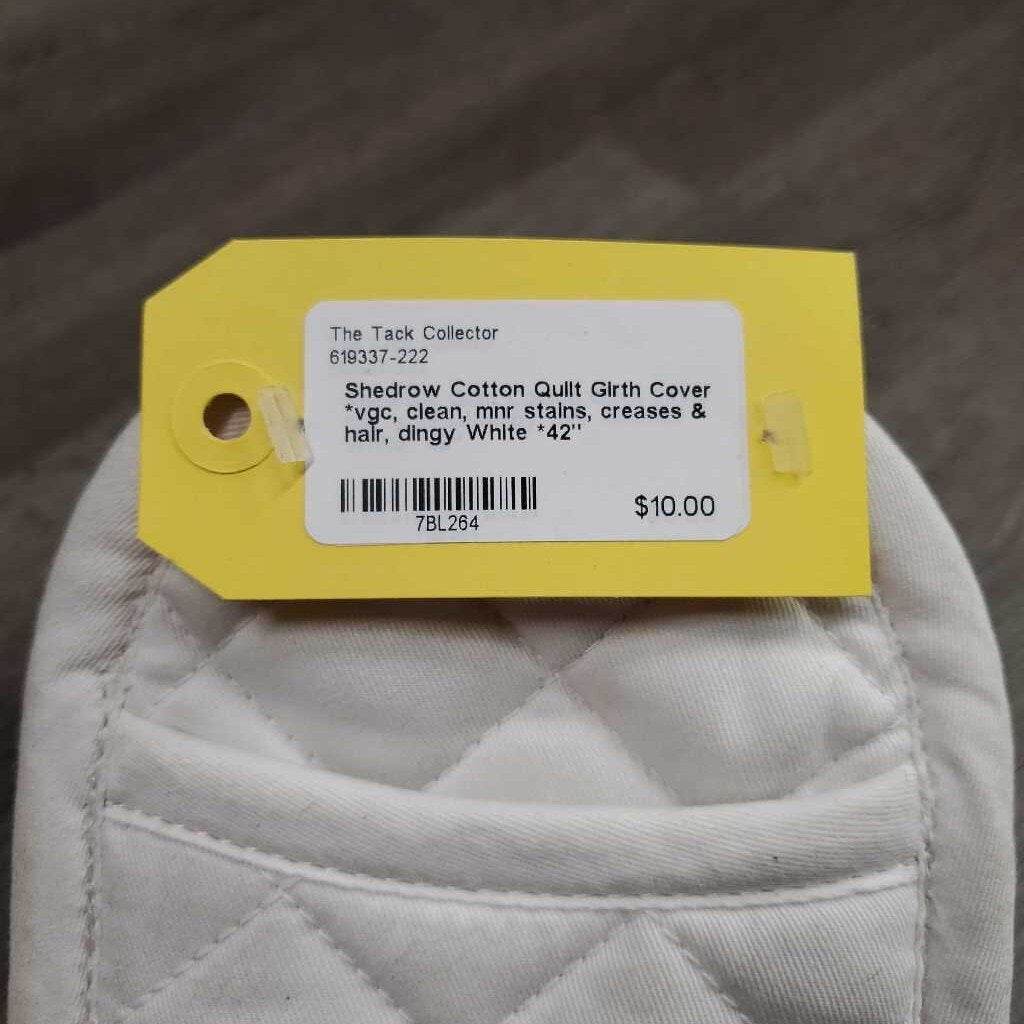 The Tack Collector
619337-222
Shedrow Cotton Quilt Girth Cover
*vgc, clean, mnr stains, creases &
hair, dingy White *42"
7BL264
$10.00